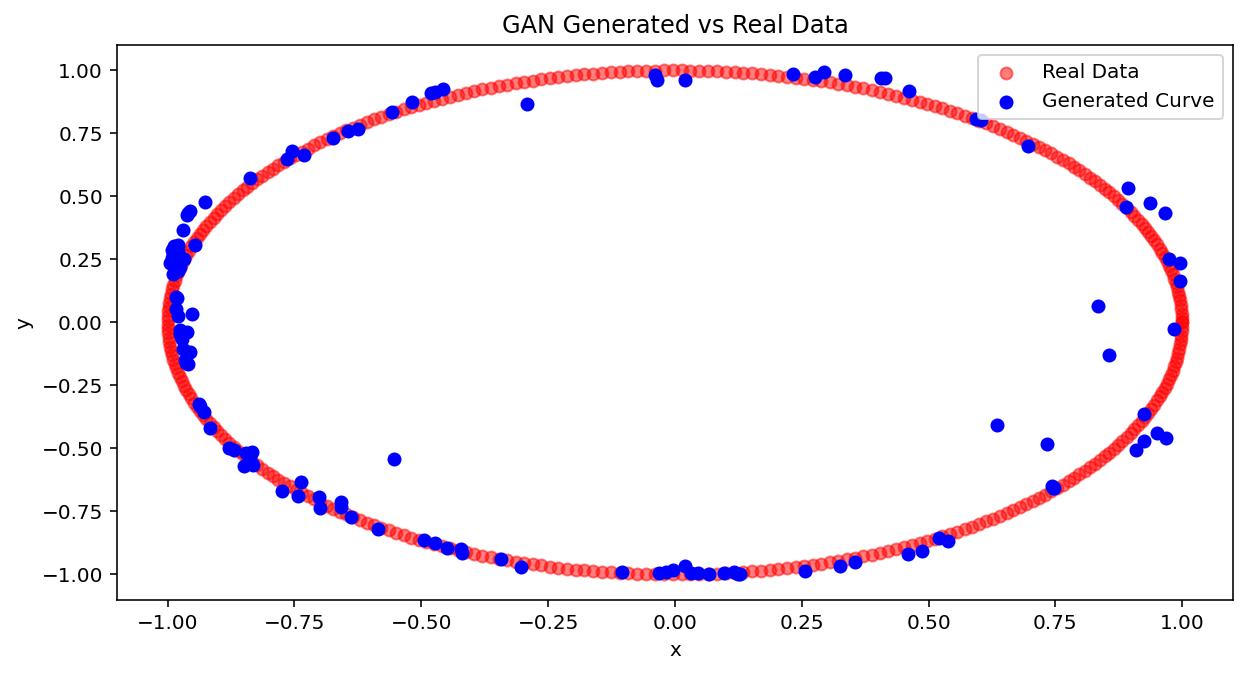 GAN Generated vs Real Data
Real Data
Generated Curve
1.00
0.75
0.50
0.25
0.00
−0.25
−0.50
−0.75
−1.00
y
−1.00 −0.75 −0.50 −0.25 0.00 0.25 0.50 0.75 1.00
x